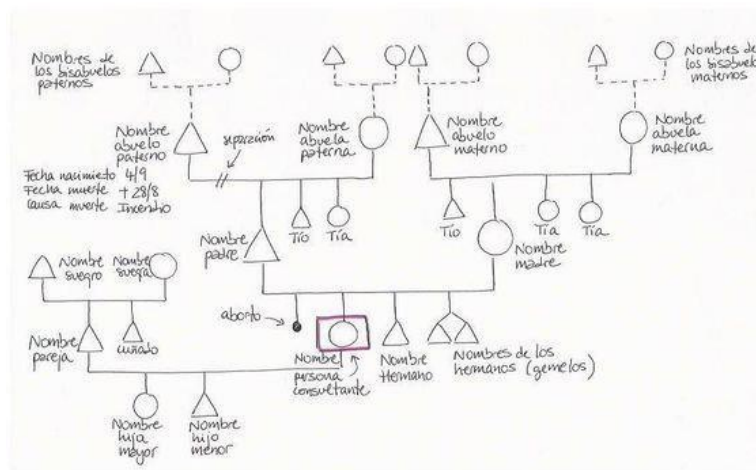 Nombres de
los bisabuelos
paternos
Nombres de
los bisabuelos
maternos
Nombre
abuelo
paterno
separación
Nombre
abuela
paterna
Nombre
abuelo
materno
Nombre
abuela
materna
Fecha nacimiento 4/9
Fecha muerte + 28/8
Causa muerte Incendio
Nombre
padre
Tío
Tía
Tío
Nombre
madre
Tía
Tía
Nombre
suegro
Nombre
suegra
aborto
Nombre
pareja
cuñado
Nombre
persona
consultante
Nombre
Hermano
Nombres de los
hermanos (gemelos)
Nombre
hija
mayor
Nombre
hijo
menor